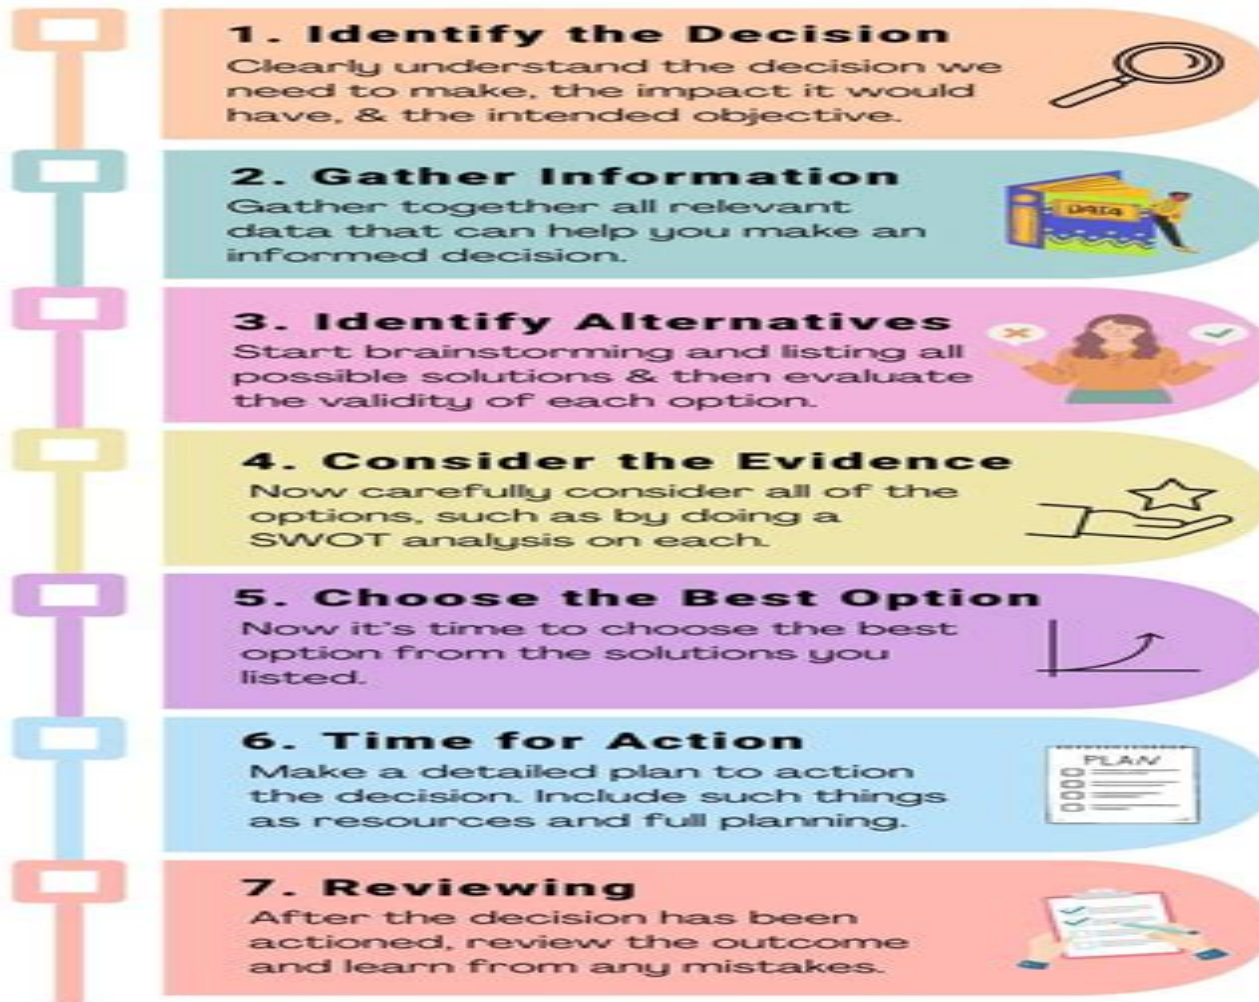 1. Identify the Decision
Clearly understand the decision we
need to make, the impact it would
have, & the intended objective.
2. Gather Information
Gather together all relevant
data that can help you make an
informed decision.
DATA
3. Identify Alternatives
Start brainstorming and listing all
possible solutions & then evaluate
the validity of each option.
4. Consider the Evidence
Now carefully consider all of the
options, such as by doing a
SWOT analysis on each.
5. Choose the Best Option
Now it's time to choose the best
option from the solutions you
listed.
6. Time for Action
Make a detailed plan to action
the decision. Include such things
as resources and full planning.
PLAN
7. Reviewing
After the decision has been
actioned, review the outcome
and learn from any mistakes.